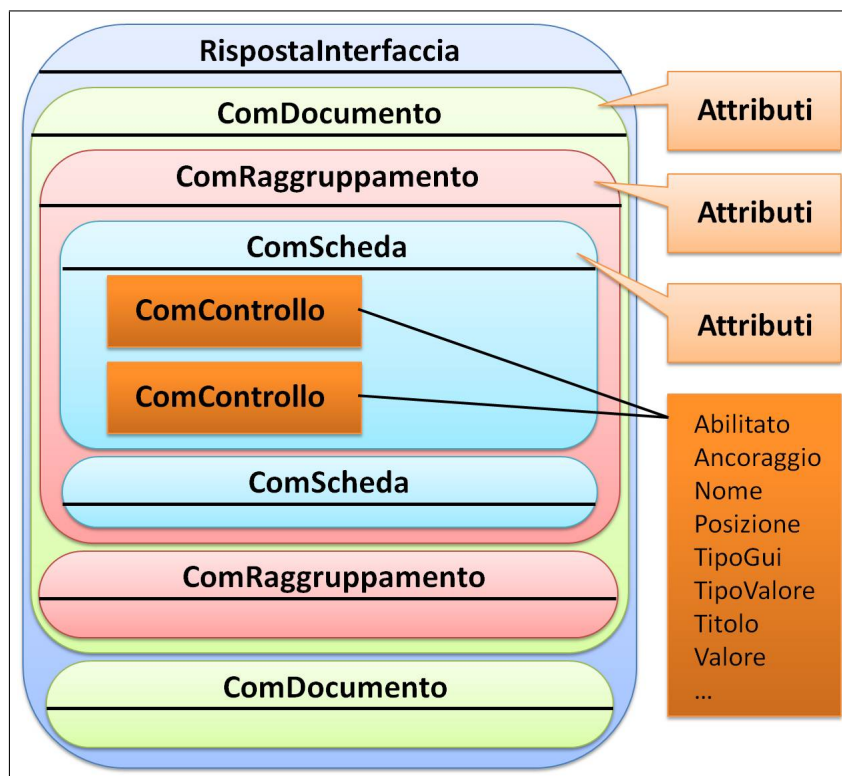 RispostaInterfaccia
ComDocumento
Attributi
ComRaggruppamento
Attributi
ComScheda
Attributi
ComControllo
ComControllo
Abilitato
Ancoraggio
Nome
Posizione
TipoGui
TipoValore
Titolo
Valore
...
ComScheda
ComRaggruppamento
ComDocumento